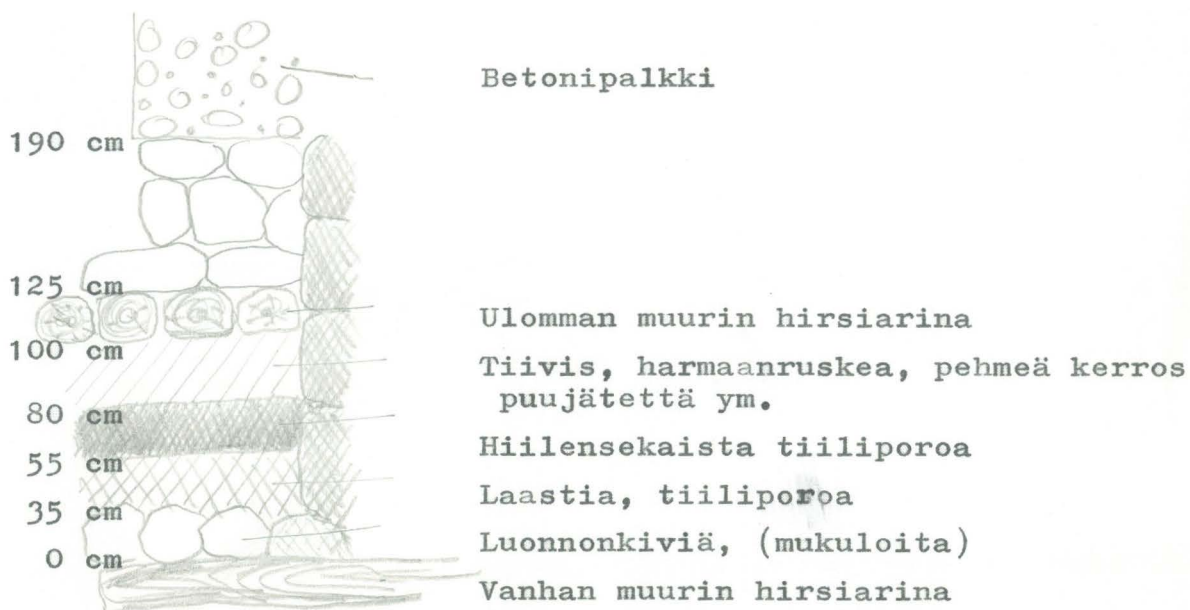 Betonipalkki
190 cm
125 cm
Ulomman muurin hirsiarina
100 cm
Tiivis, harmaanruskea, pehmeä kerros
puujätettä ym.
80 cm
Hiilensekaista tiiliporoa
55 cm
Laastia, tiiliporoa
35 cm
Luonnonkiviä, (mukuloita)
0 cm
Vanhan muurin hirsiarina